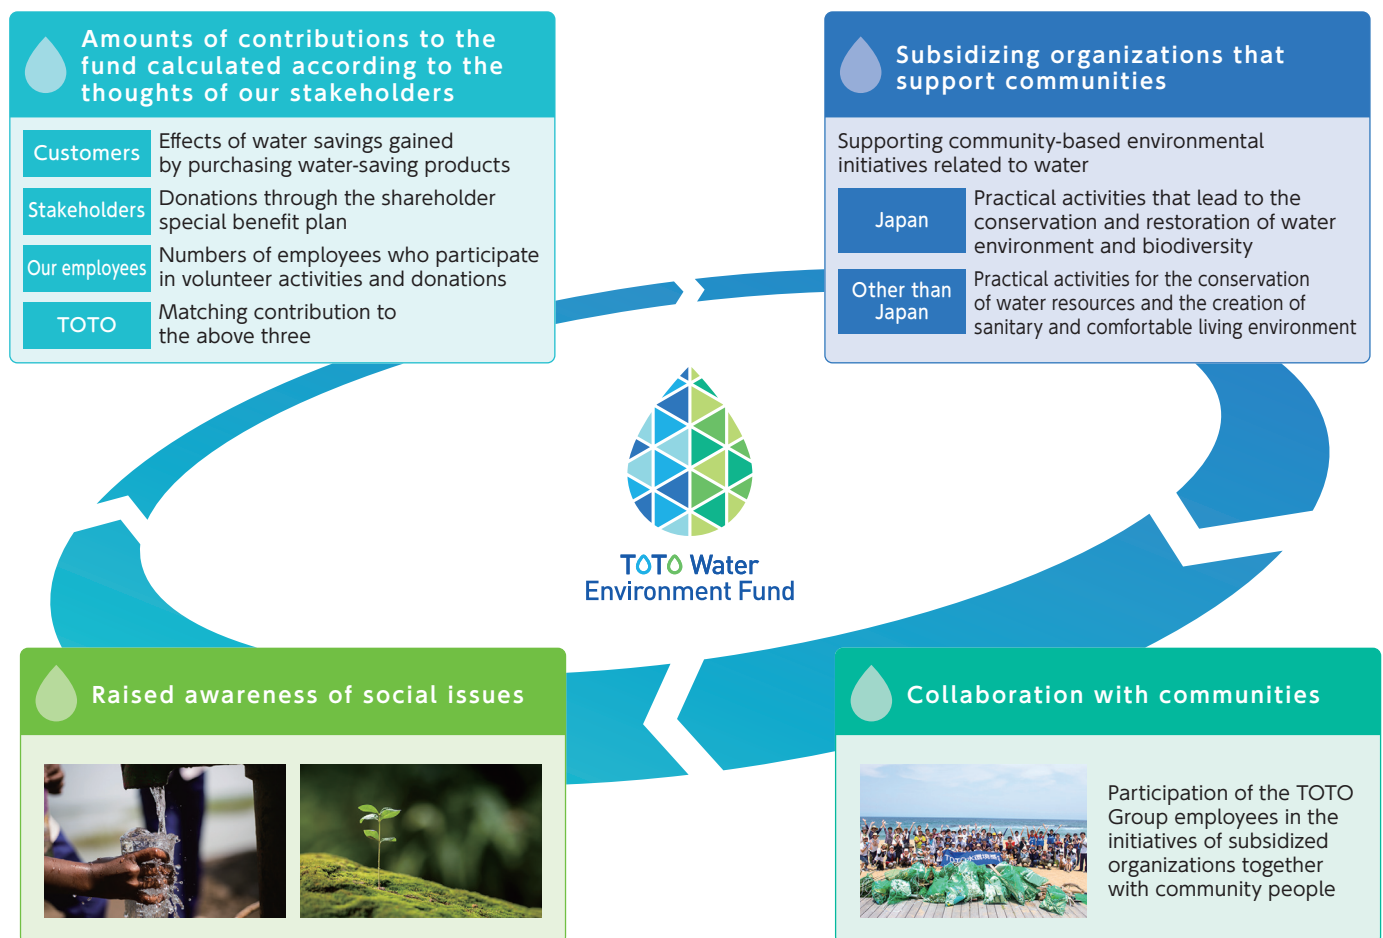 Amounts of contributions to the
fund calculated according to the
thoughts of our stakeholders
Customers
Effects of water savings gained
by purchasing water-saving products
Stakeholders
Donations through the shareholder
special benefit plan
Our employees
Numbers of employees who participate
in volunteer activities and donations
TOTO
Matching contribution to
the above three
Subsidizing organizations that
support communities
Supporting community-based environmental
initiatives related to water
Japan
Practical activities that lead to the
conservation and restoration of water
environment and biodiversity
Other than
Japan
Practical activities for the conservation
of water resources and the creation of
sanitary and comfortable living environment
TOTO Water
Environment Fund
Raised awareness of social issues
Collaboration with communities
Participation of the TOTO
Group employees in the
initiatives of subsidized
organizations together
with community people